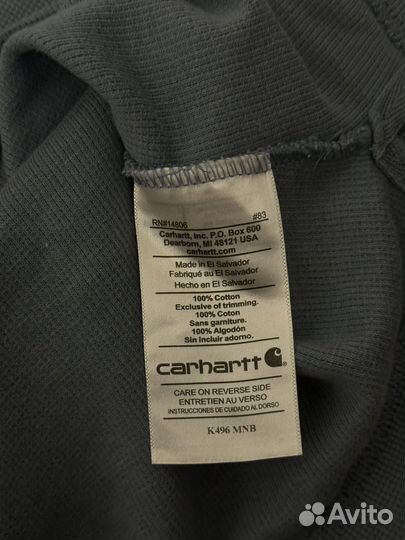 RN#14806 #83
Carhartt, Inc. P.O. Box 600
Dearborn, MI 48121 USA
carhartt.com
Made in El Salvador
Fabriqué au El Salvador
Hecho en El Salvador
100% Cotton
Exclusive of trimming.
100% Coton
Sans garniture.
100% Algodón
Sin incluir adorno.
carhartt
CARE ON REVERSE SIDE
ENTRETIEN AU VERSO
INSTRUCCIONES DE CUIDADO AL DORSO
K496 MNB
Avito